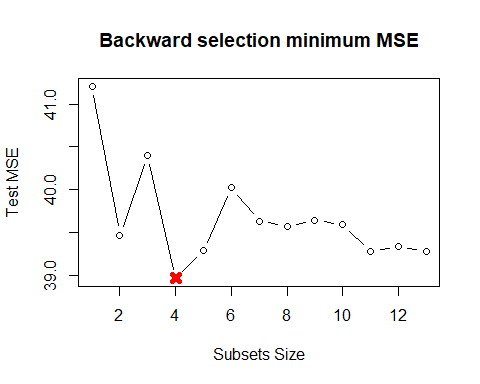 Backward selection minimum MSE
41.0
40.0
39.0
Test MSE
2 4 6 8 10 12
Subsets Size